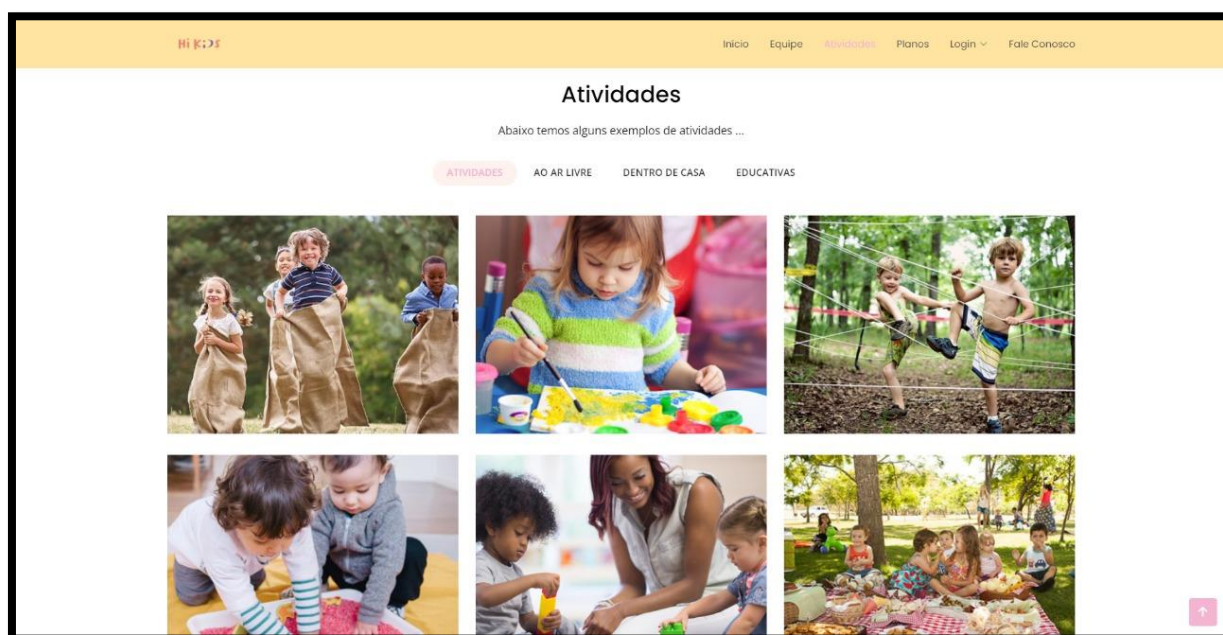 Hi KiDS
Início Equipe Atividades Planos Login Fale Conosco
Atividades
Abaixo temos alguns exemplos de atividades ...
ATIVIDADES AO AR LIVRE DENTRO DE CASA EDUCATIVAS